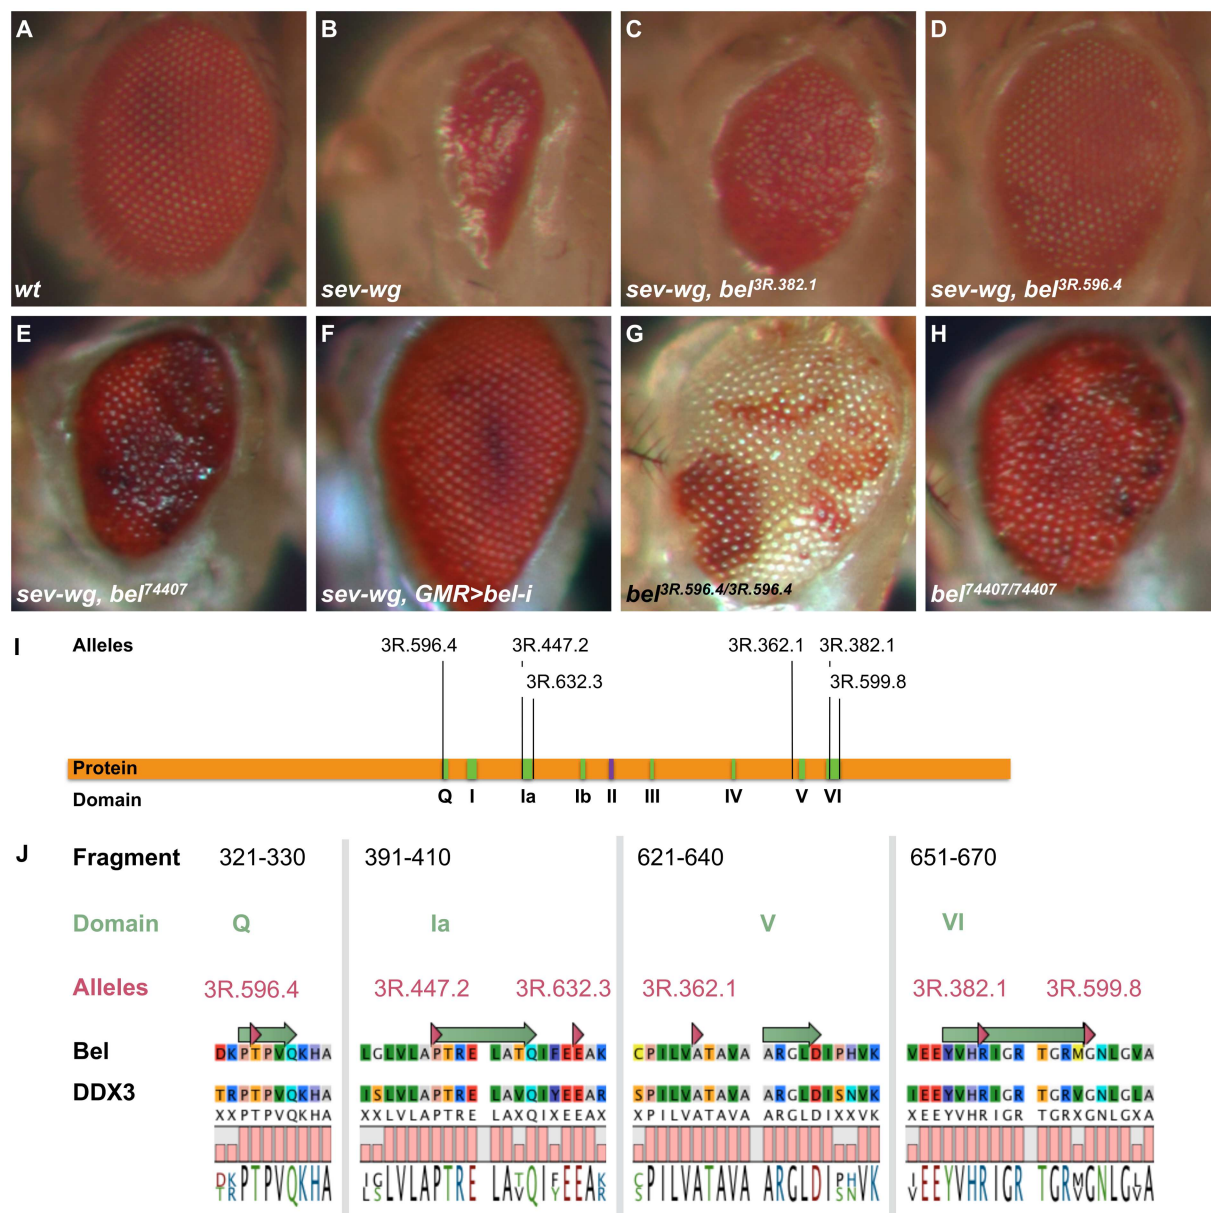 A
B
C
D
wt
sev-wg
sev-wg, bel3R.382.1
sev-wg, bel3R.596.4
E
F
G
H
sev-wg, bel74407
sev-wg, GMR>bel-i
bel3R.596.4/3R.596.4
bel74407/74407
I
Alleles
3R.596.4 3R.447.2 3R.362.1 3R.382.1
3R.632.3 3R.599.8
Protein
Domain
Q I Ia Ib II III IV V VI
J
Fragment 321-330 391-410 621-640 651-670
Domain Q Ia V VI
Alleles 3R.596.4 3R.447.2 3R.632.3 3R.362.1 3R.382.1 3R.599.8
Bel DKPTPVQKHA LGLVLAPTRE LATQIFEEAK CPILVATAVA ARGLDIPHVK VEEYVHRIGR TGRMGNLGVA
DDX3 TRPTPVQKHA ISLVLAPTRE LAVQIYEEAR SPILVATAVA ARGLDISNVK IEEYVHRIGR TGRVGNLGLA
XXPTPVQKHA XXLVLAPTRE LAXQIXEEAX XPILVATAVA ARGLDIXXVK XEEYVHRIGR TGRXGNLGXA